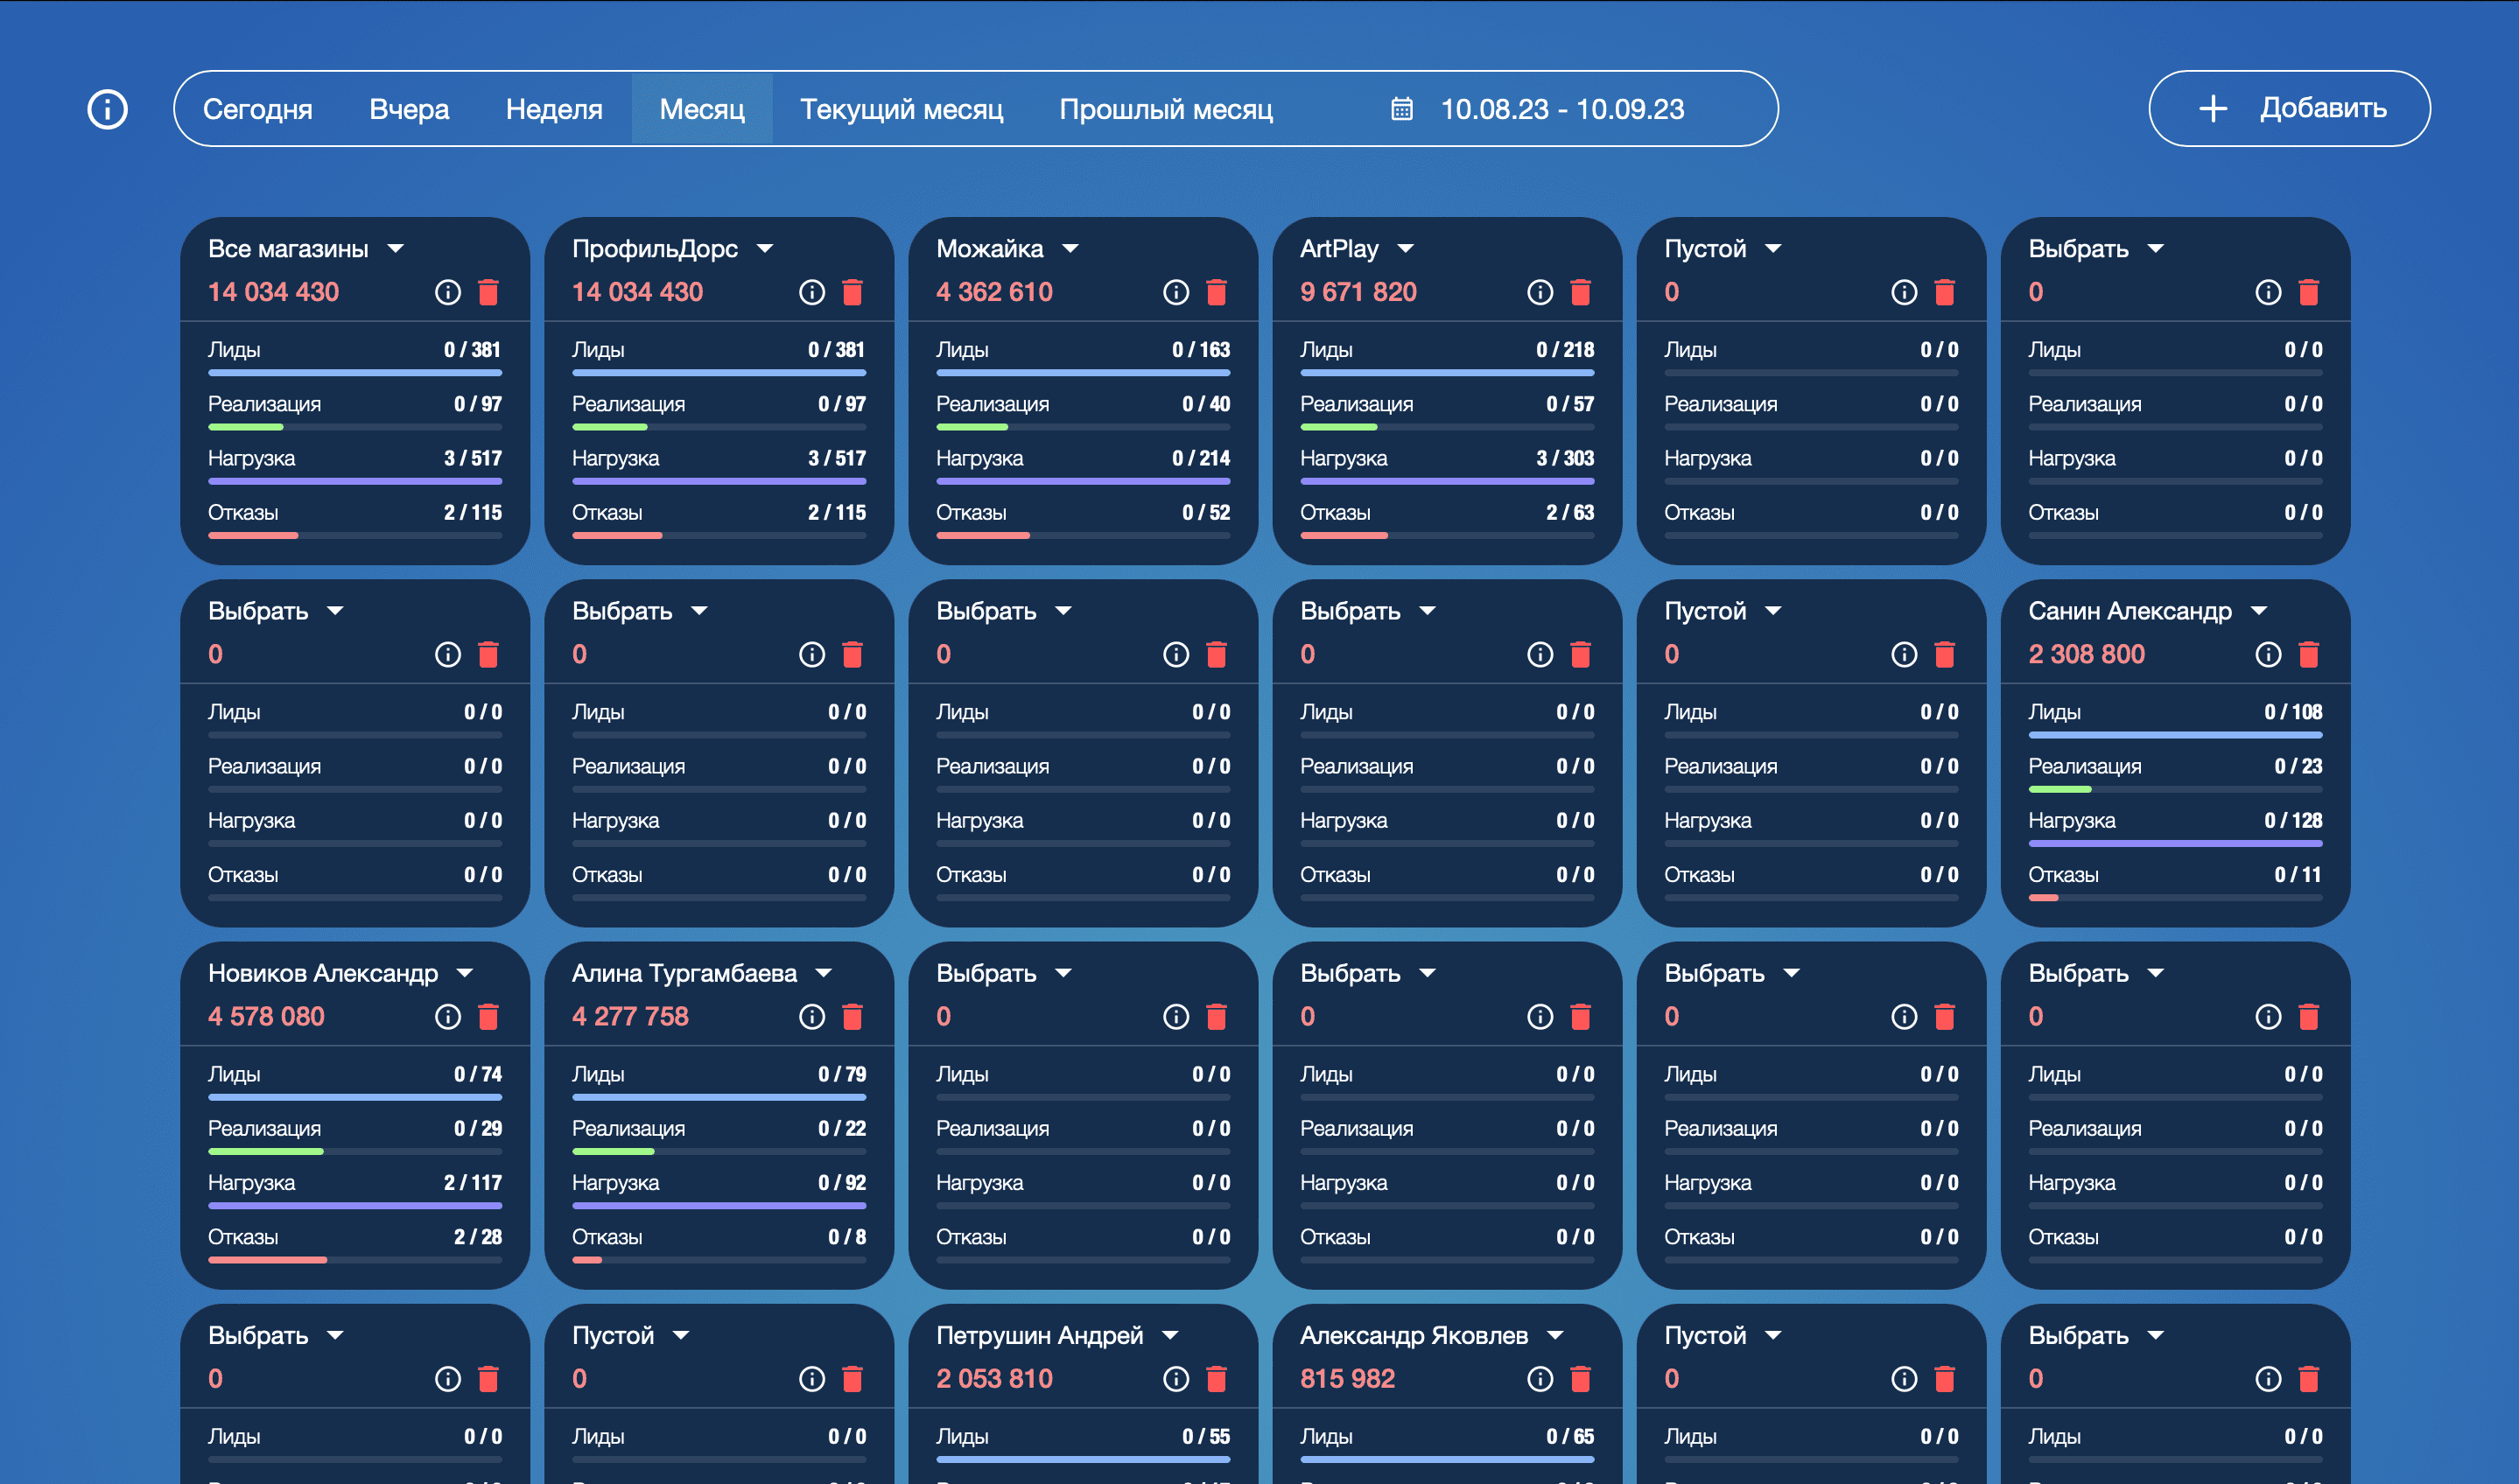 Сегодня Вчера Неделя Месяц Текущий месяц Прошлый месяц 10.08.23 - 10.09.23 Добавить
Все магазины
14 034 430
Лиды 0 / 381
Реализация 0 / 97
Нагрузка 3 / 517
Отказы 2 / 115
ПрофильДорс
14 034 430
Лиды 0 / 381
Реализация 0 / 97
Нагрузка 3 / 517
Отказы 2 / 115
Можайка
4 362 610
Лиды 0 / 163
Реализация 0 / 40
Нагрузка 0 / 214
Отказы 0 / 52
ArtPlay
9 671 820
Лиды 0 / 218
Реализация 0 / 57
Нагрузка 3 / 303
Отказы 2 / 63
Пустой
0
Лиды 0 / 0
Реализация 0 / 0
Нагрузка 0 / 0
Отказы 0 / 0
Выбрать
0
Лиды 0 / 0
Реализация 0 / 0
Нагрузка 0 / 0
Отказы 0 / 0
Выбрать
0
Лиды 0 / 0
Реализация 0 / 0
Нагрузка 0 / 0
Отказы 0 / 0
Выбрать
0
Лиды 0 / 0
Реализация 0 / 0
Нагрузка 0 / 0
Отказы 0 / 0
Выбрать
0
Лиды 0 / 0
Реализация 0 / 0
Нагрузка 0 / 0
Отказы 0 / 0
Выбрать
0
Лиды 0 / 0
Реализация 0 / 0
Нагрузка 0 / 0
Отказы 0 / 0
Пустой
0
Лиды 0 / 0
Реализация 0 / 0
Нагрузка 0 / 0
Отказы 0 / 0
Санин Александр
2 308 800
Лиды 0 / 108
Реализация 0 / 23
Нагрузка 0 / 128
Отказы 0 / 11
Новиков Александр
4 578 080
Лиды 0 / 74
Реализация 0 / 29
Нагрузка 2 / 117
Отказы 2 / 28
Алина Тургамбаева
4 277 758
Лиды 0 / 79
Реализация 0 / 22
Нагрузка 0 / 92
Отказы 0 / 8
Выбрать
0
Лиды 0 / 0
Реализация 0 / 0
Нагрузка 0 / 0
Отказы 0 / 0
Выбрать
0
Лиды 0 / 0
Реализация 0 / 0
Нагрузка 0 / 0
Отказы 0 / 0
Выбрать
0
Лиды 0 / 0
Реализация 0 / 0
Нагрузка 0 / 0
Отказы 0 / 0
Выбрать
0
Лиды 0 / 0
Реализация 0 / 0
Нагрузка 0 / 0
Отказы 0 / 0
Выбрать
0
Лиды 0 / 0
Пустой
0
Лиды 0 / 0
Петрушин Андрей
2 053 810
Лиды 0 / 55
Александр Яковлев
815 982
Лиды 0 / 65
Пустой
0
Лиды 0 / 0
Выбрать
0
Лиды 0 / 0